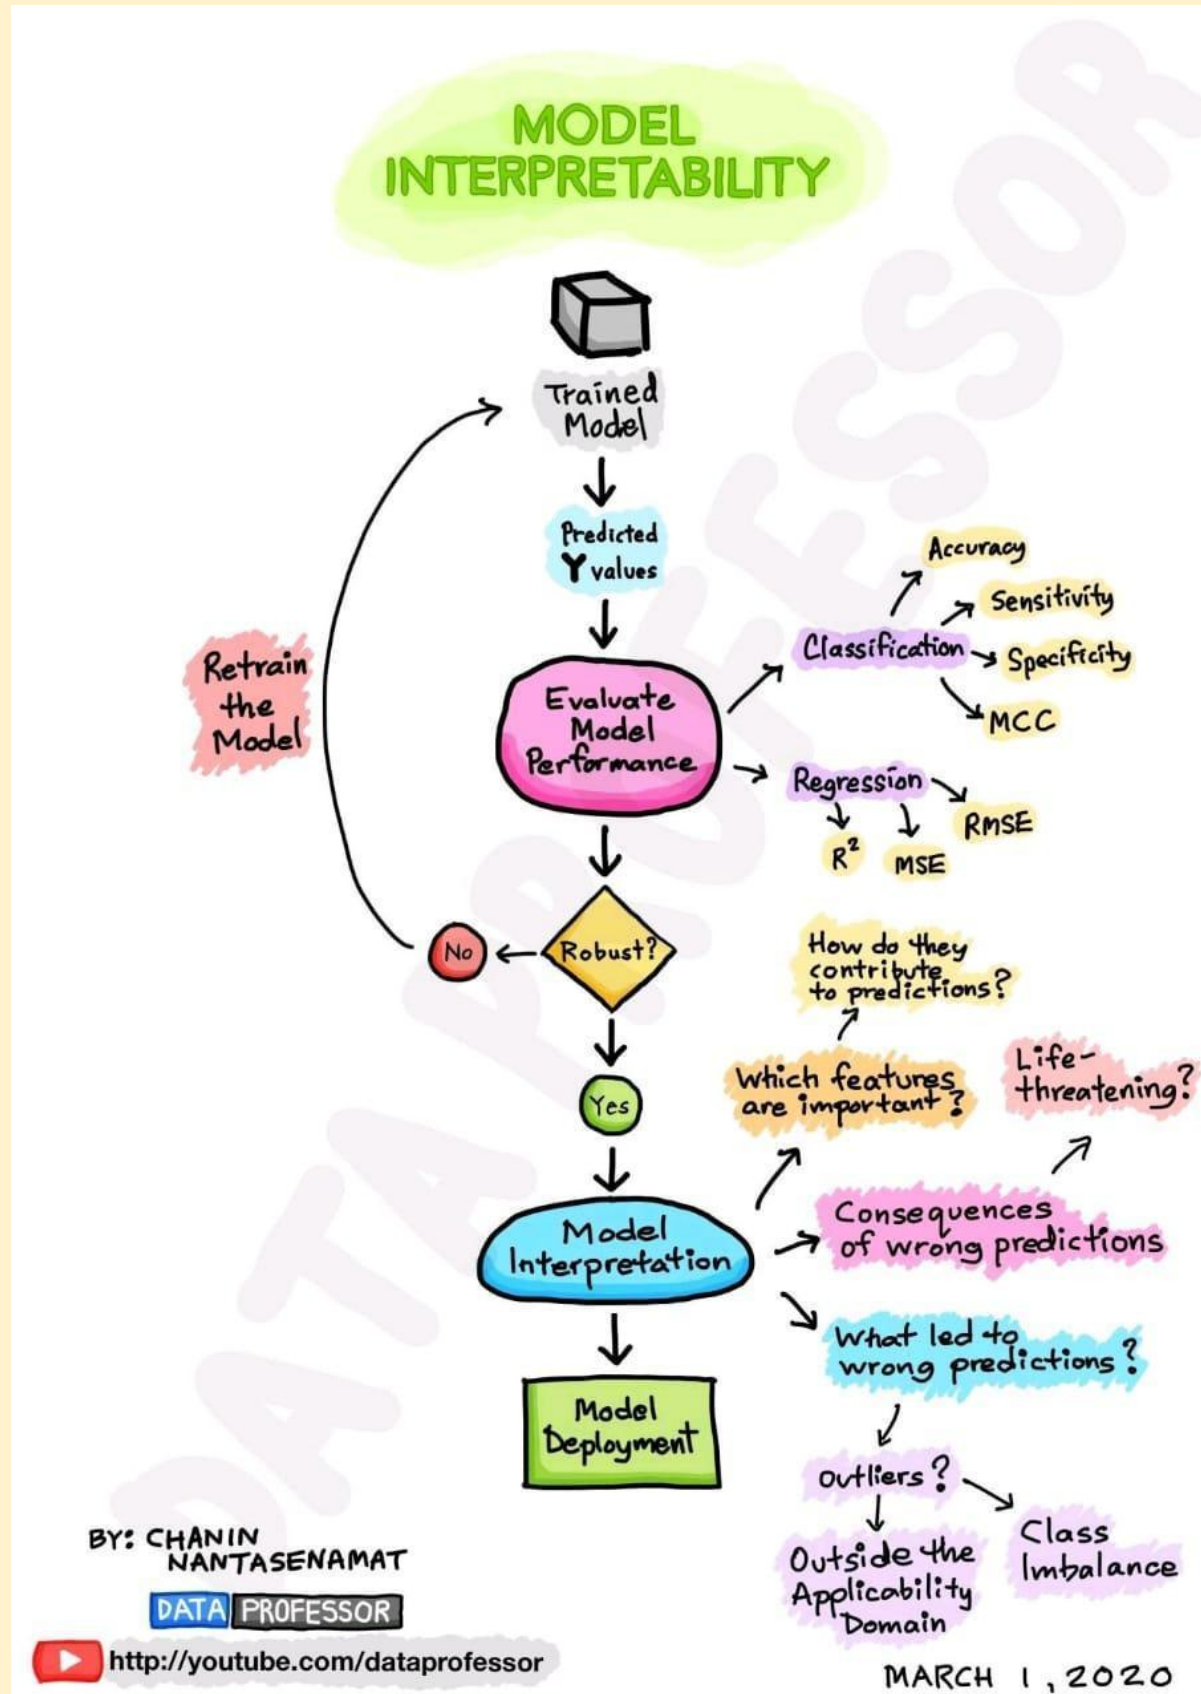 MODEL
INTERPRETABILITY
Trained
Model
Predicted
Y values
Evaluate
Model
Performance
Classification
Accuracy
Sensitivity
Specificity
MCC
Regression
R²
MSE
RMSE
Retrain
the
Model
Robust?
No
Yes
Model
Interpretation
Which features
are important?
How do they
contribute
to predictions?
Consequences
of wrong predictions
Life-
threatening?
What led to
wrong predictions?
Outliers?
Outside the
Applicability
Domain
Class
Imbalance
Model
Deployment
BY: CHANIN
NANTASENAMAT
DATA PROFESSOR
http://youtube.com/dataprofessor
MARCH 1, 2020
DATA PROFESSOR